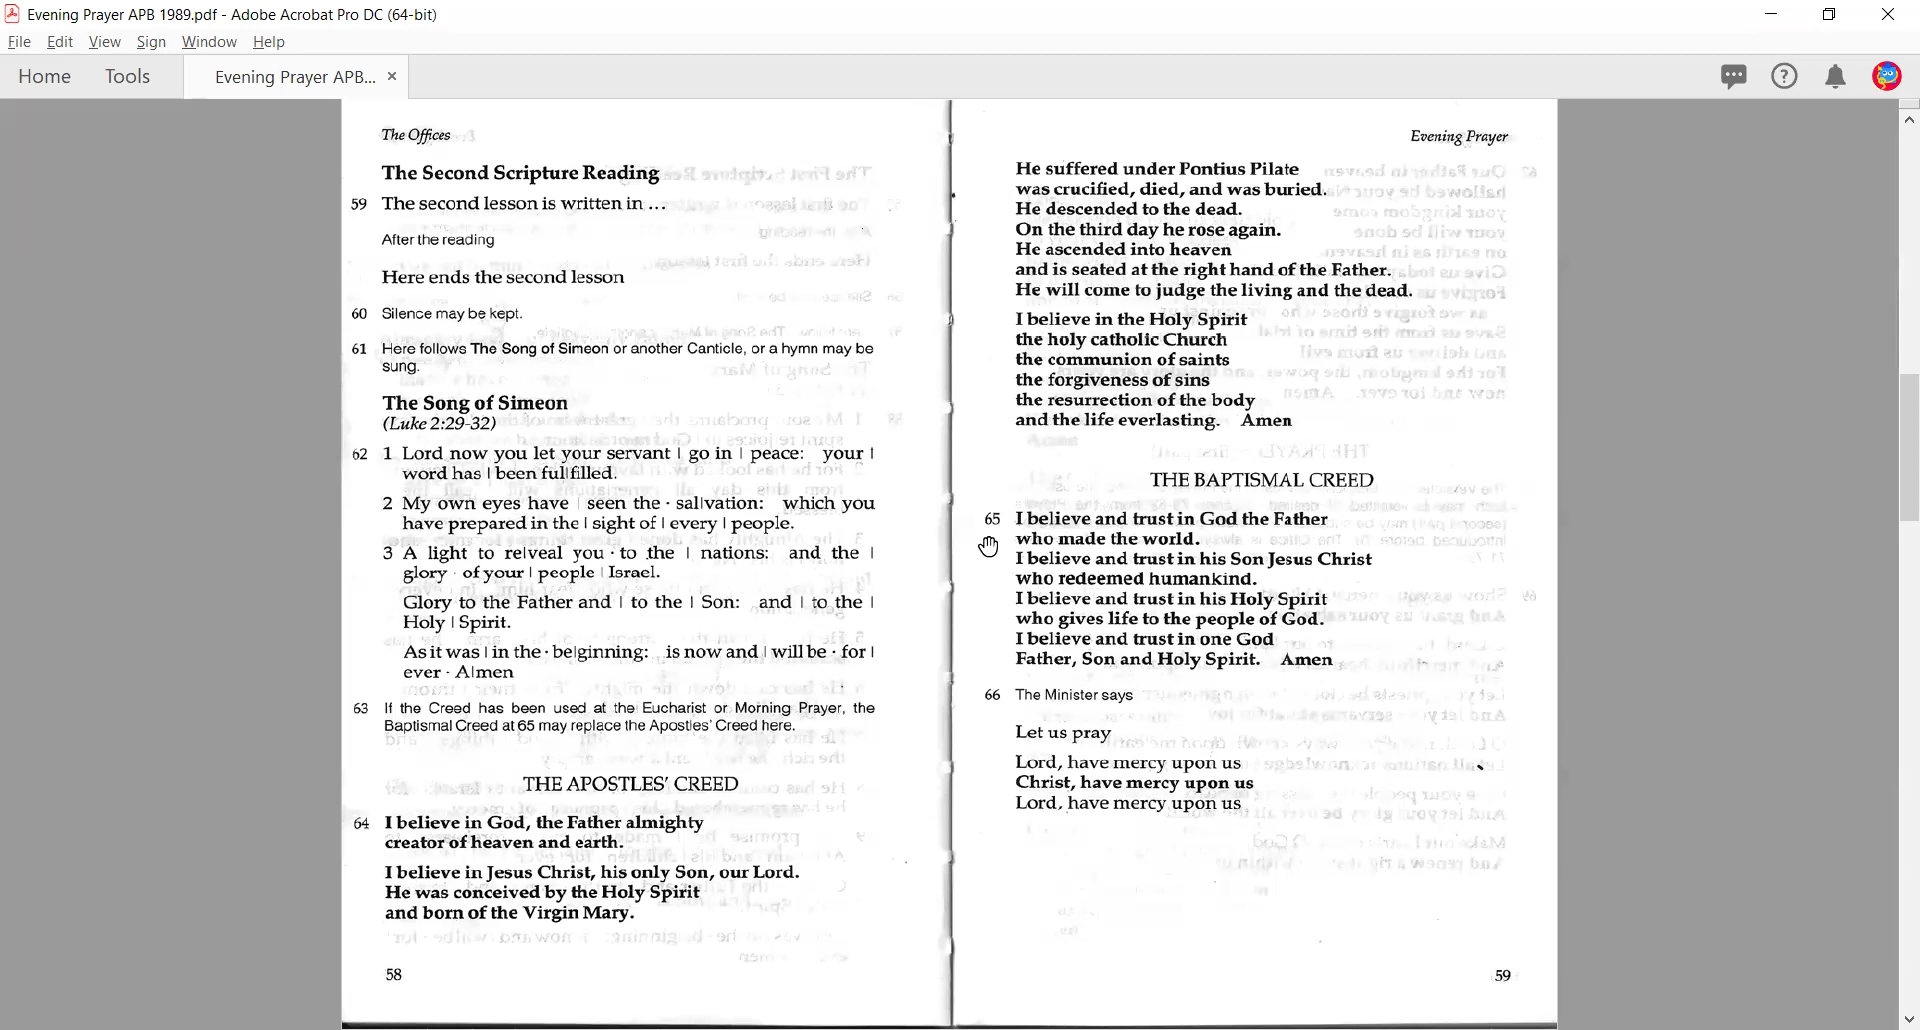 Evening Prayer APB 1989.pdf - Adobe Acrobat Pro DC (64-bit)
File Edit View Sign Window Help
Home Tools Evening Prayer APB... ×
The Offices
The Second Scripture Reading
59 The second lesson is written in ...
After the reading
Here ends the second lesson
60 Silence may be kept.
61 Here follows The Song of Simeon or another Canticle, or a hymn may be
sung.
The Song of Simeon
(Luke 2:29-32)
62 1 Lord now you let your servant | go in | peace: your |
word has | been ful|filled.
2 My own eyes have | seen the · sal|vation: which you
have prepared in the | sight of | every | people.
3 A light to re|veal you · to the | nations: and the |
glory · of your | people | Israel.
Glory to the Father and | to the | Son: and | to the |
Holy | Spirit.
As it was | in the · be|ginning: is now and | will be · for |
ever · A|men
63 If the Creed has been used at the Eucharist or Morning Prayer, the
Baptismal Creed at 65 may replace the Apostles' Creed here.
THE APOSTLES' CREED
64 I believe in God, the Father almighty
creator of heaven and earth.
I believe in Jesus Christ, his only Son, our Lord.
He was conceived by the Holy Spirit
and born of the Virgin Mary.
58
Evening Prayer
He suffered under Pontius Pilate
was crucified, died, and was buried.
He descended to the dead.
On the third day he rose again.
He ascended into heaven
and is seated at the right hand of the Father.
He will come to judge the living and the dead.
I believe in the Holy Spirit
the holy catholic Church
the communion of saints
the forgiveness of sins
the resurrection of the body
and the life everlasting. Amen
THE BAPTISMAL CREED
65 I believe and trust in God the Father
who made the world.
I believe and trust in his Son Jesus Christ
who redeemed humankind.
I believe and trust in his Holy Spirit
who gives life to the people of God.
I believe and trust in one God
Father, Son and Holy Spirit. Amen
66 The Minister says
Let us pray
Lord, have mercy upon us
Christ, have mercy upon us
Lord, have mercy upon us
59